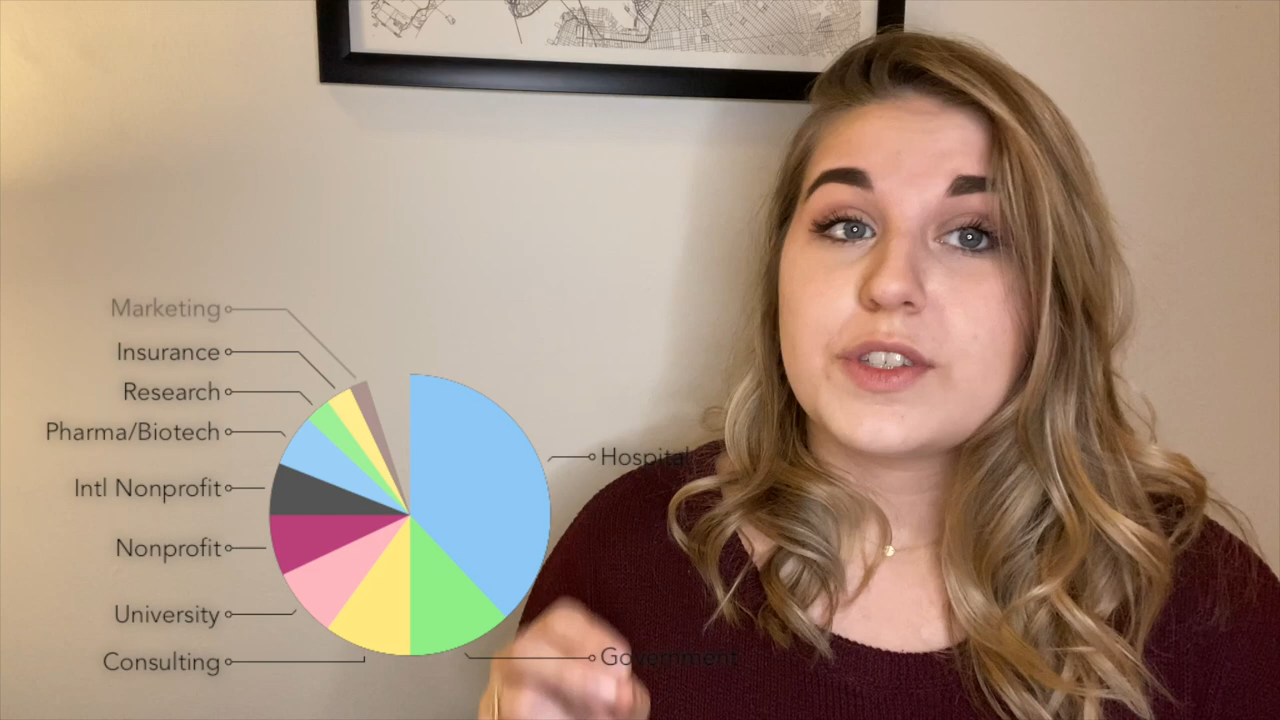 Marketing
Insurance
Research
Pharma/Biotech
Intl Nonprofit
Nonprofit
University
Consulting
Hospital
Government